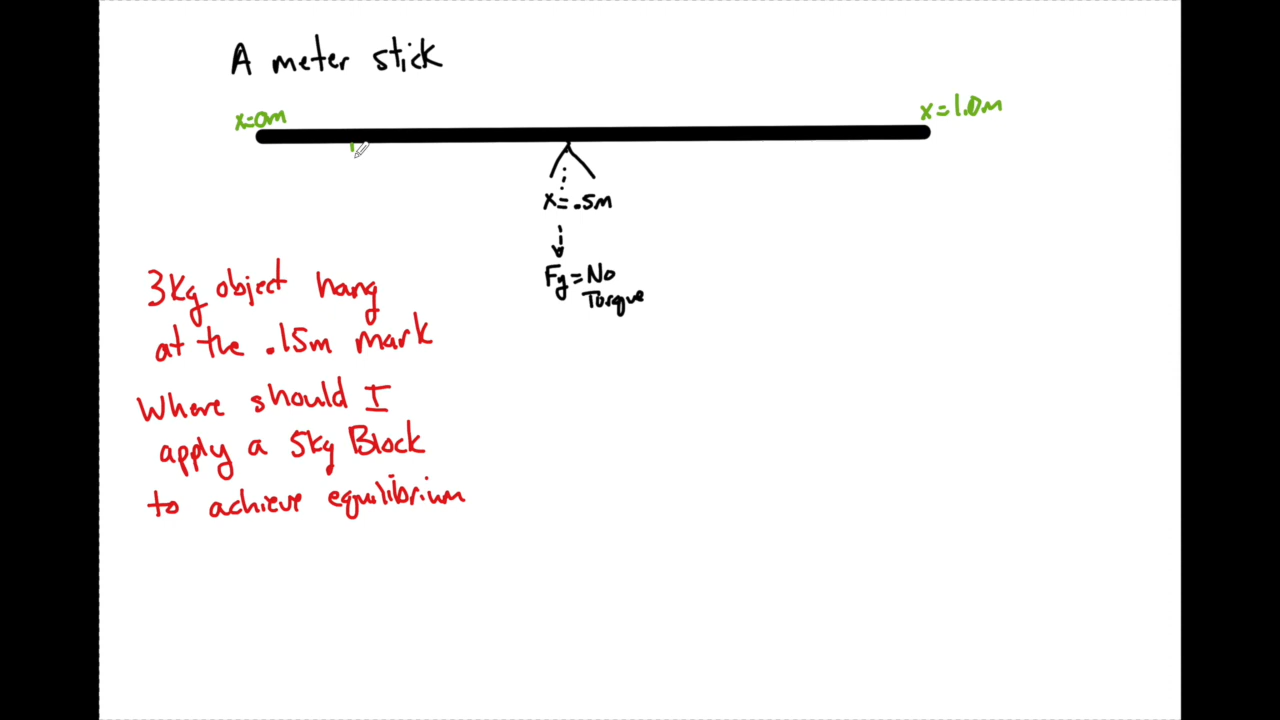 A meter stick
x=0m
x=1.0m
x=.5m
Fy=No
Torque
3kg object hang
at the .15m mark
Where should I
apply a 5kg Block
to achieve equilibrium